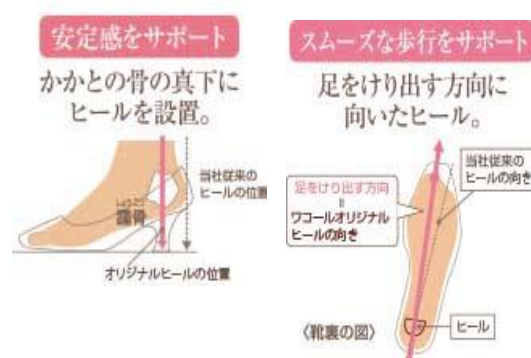 安定感をサポート
かかとの骨の真下に
ヒールを設置。
当社従来の
ヒールの位置
しょうこつ
踵骨
オリジナルヒールの位置
スムーズな歩行をサポート
足をけり出す方向に
向いたヒール。
当社従来の
ヒールの向き
足をけり出す方向
॥
ワコールオリジナル
ヒールの向き
〈靴裏の図〉
ヒール